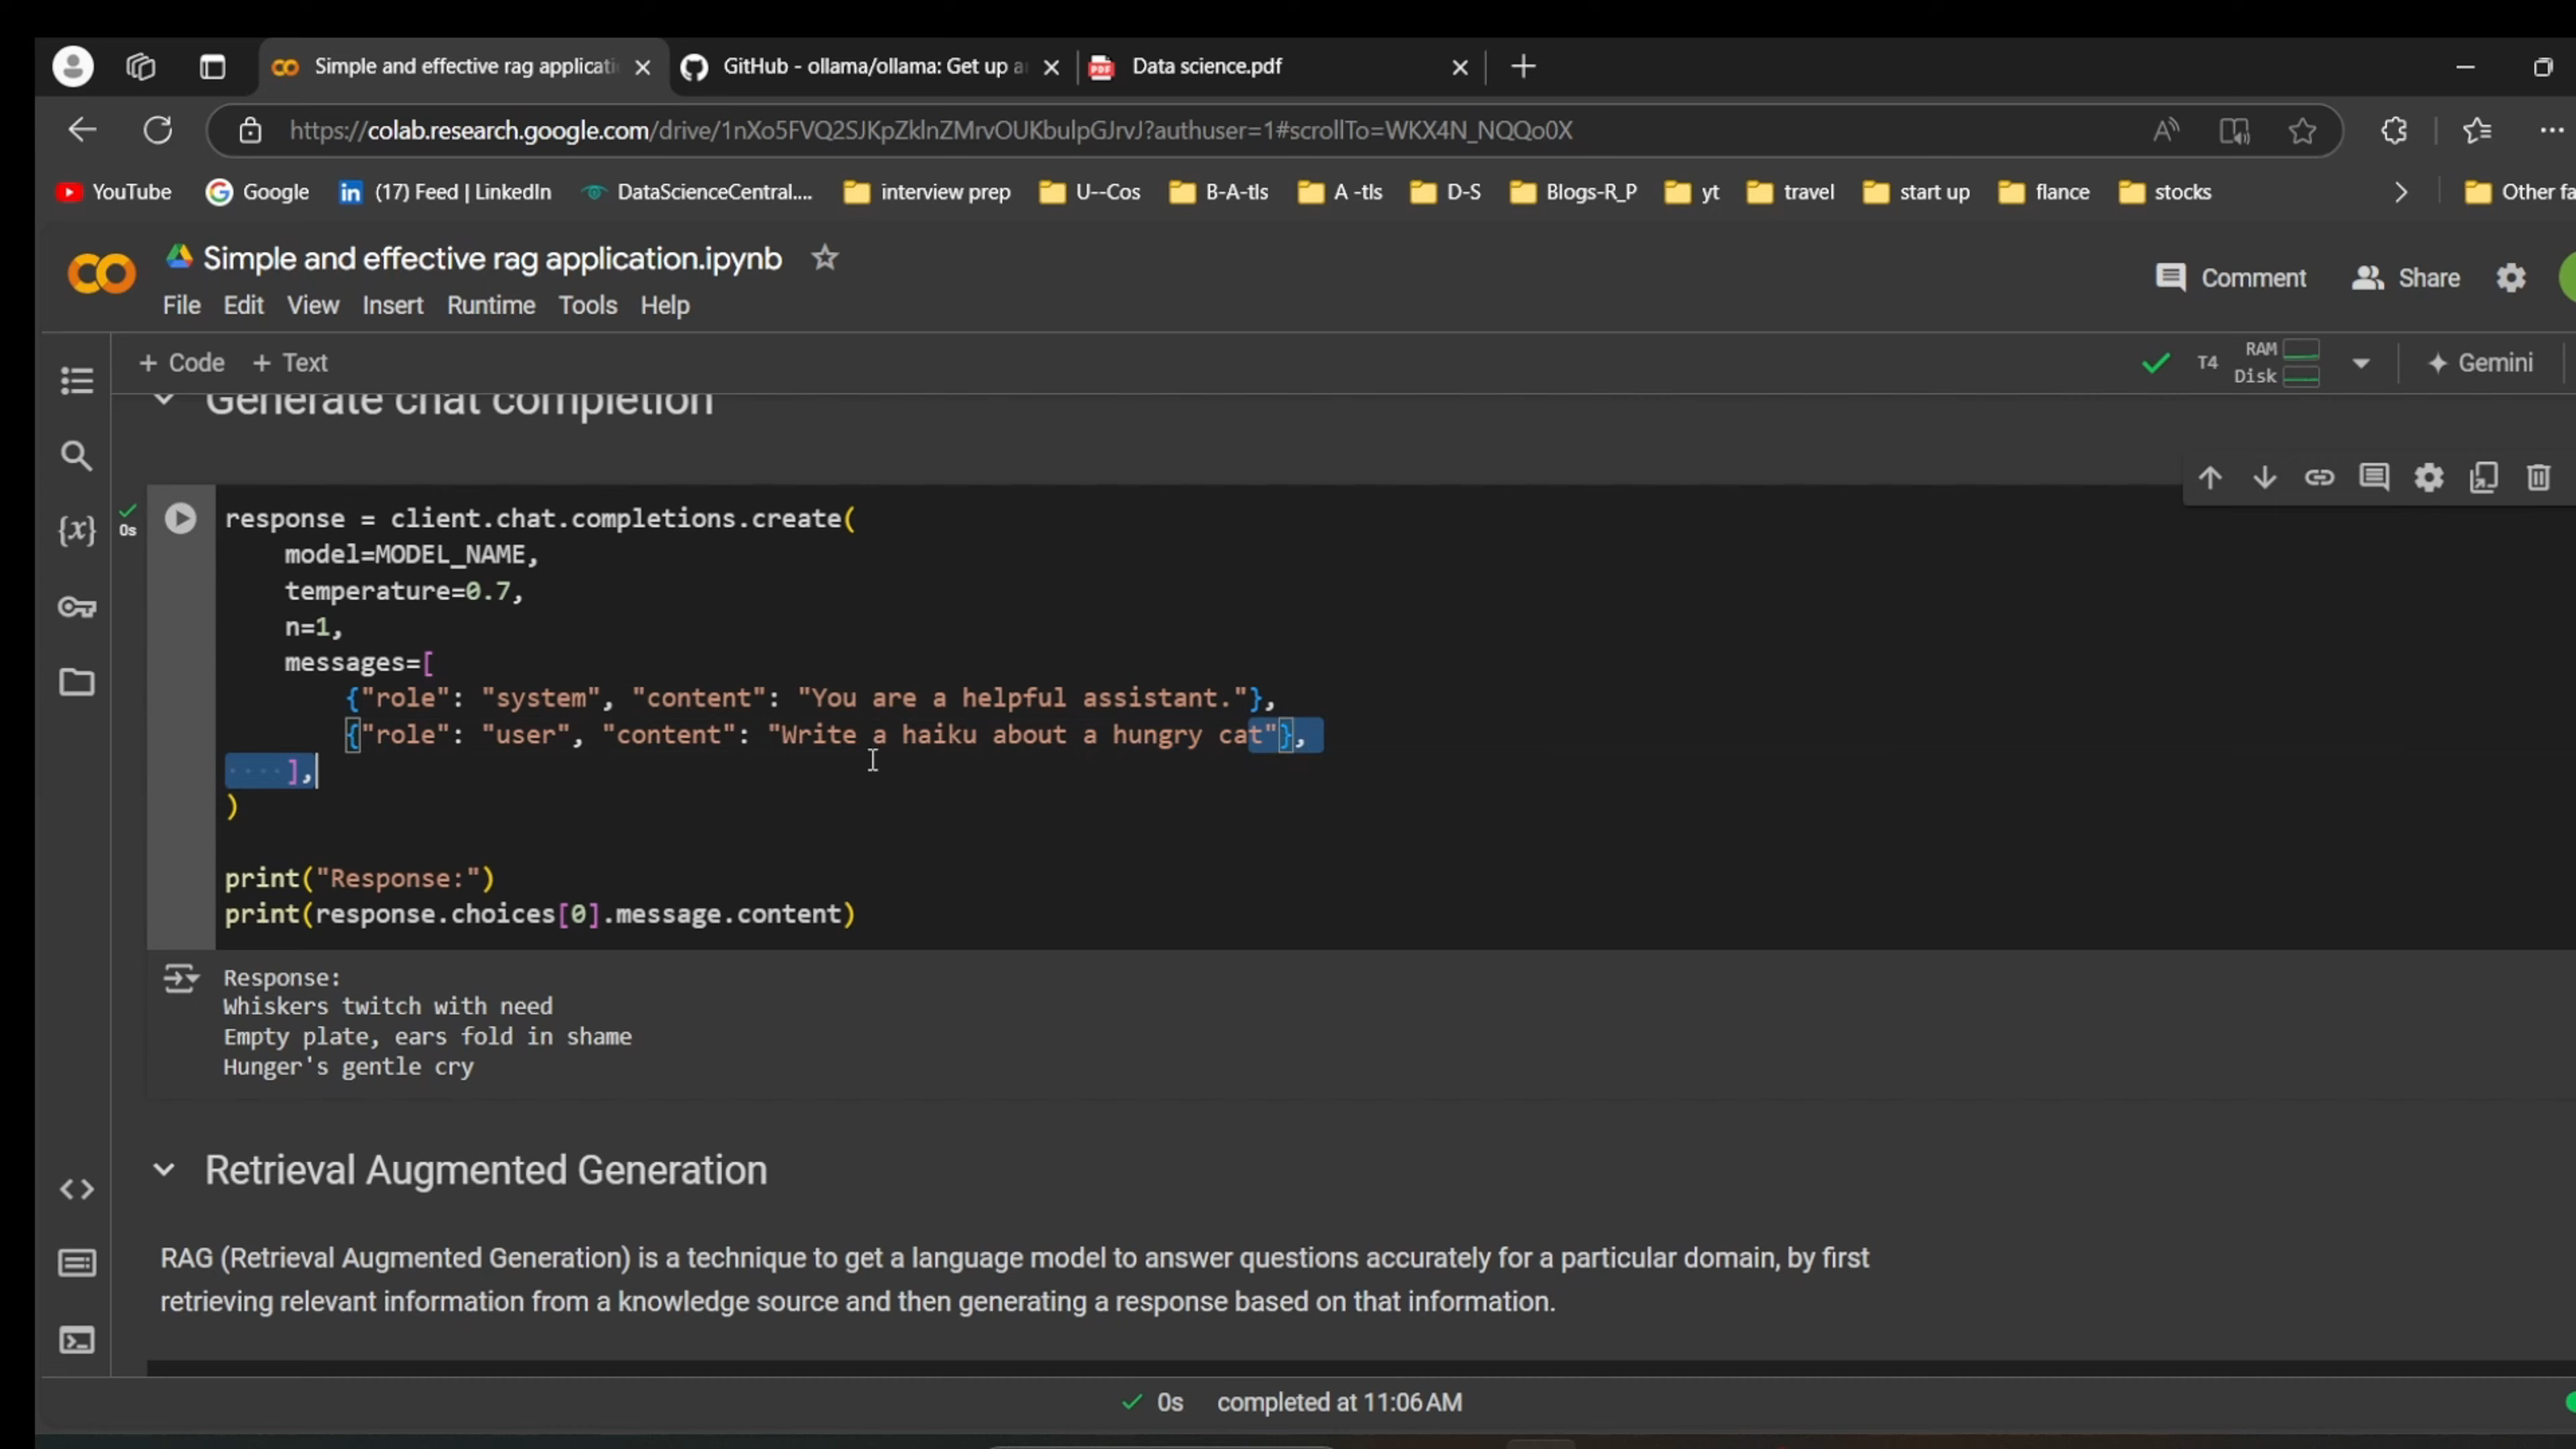 Simple and effective rag applicati
GitHub - ollama/ollama: Get up a
PDF
Data science.pdf
https://colab.research.google.com/drive/1nXo5FVQ2SJKpZklnZMrvOUKbulpGJrvJ?authuser=1#scrollTo=WKX4N_NQQo0X
YouTube Google (17) Feed | LinkedIn DataScienceCentral.... interview prep U--Cos B-A-tls A -tls D-S Blogs-R_P yt travel start up flance stocks Other fa
Simple and effective rag application.ipynb
File Edit View Insert Runtime Tools Help
Comment Share
+ Code + Text
T4 RAM Disk Gemini
Generate chat completion
0s
response = client.chat.completions.create(
model=MODEL_NAME,
temperature=0.7,
n=1,
messages=[
{"role": "system", "content": "You are a helpful assistant."},
{"role": "user", "content": "Write a haiku about a hungry cat"},
],
)
print("Response:")
print(response.choices[0].message.content)
Response:
Whiskers twitch with need
Empty plate, ears fold in shame
Hunger's gentle cry
Retrieval Augmented Generation
RAG (Retrieval Augmented Generation) is a technique to get a language model to answer questions accurately for a particular domain, by first
retrieving relevant information from a knowledge source and then generating a response based on that information.
0s completed at 11:06 AM